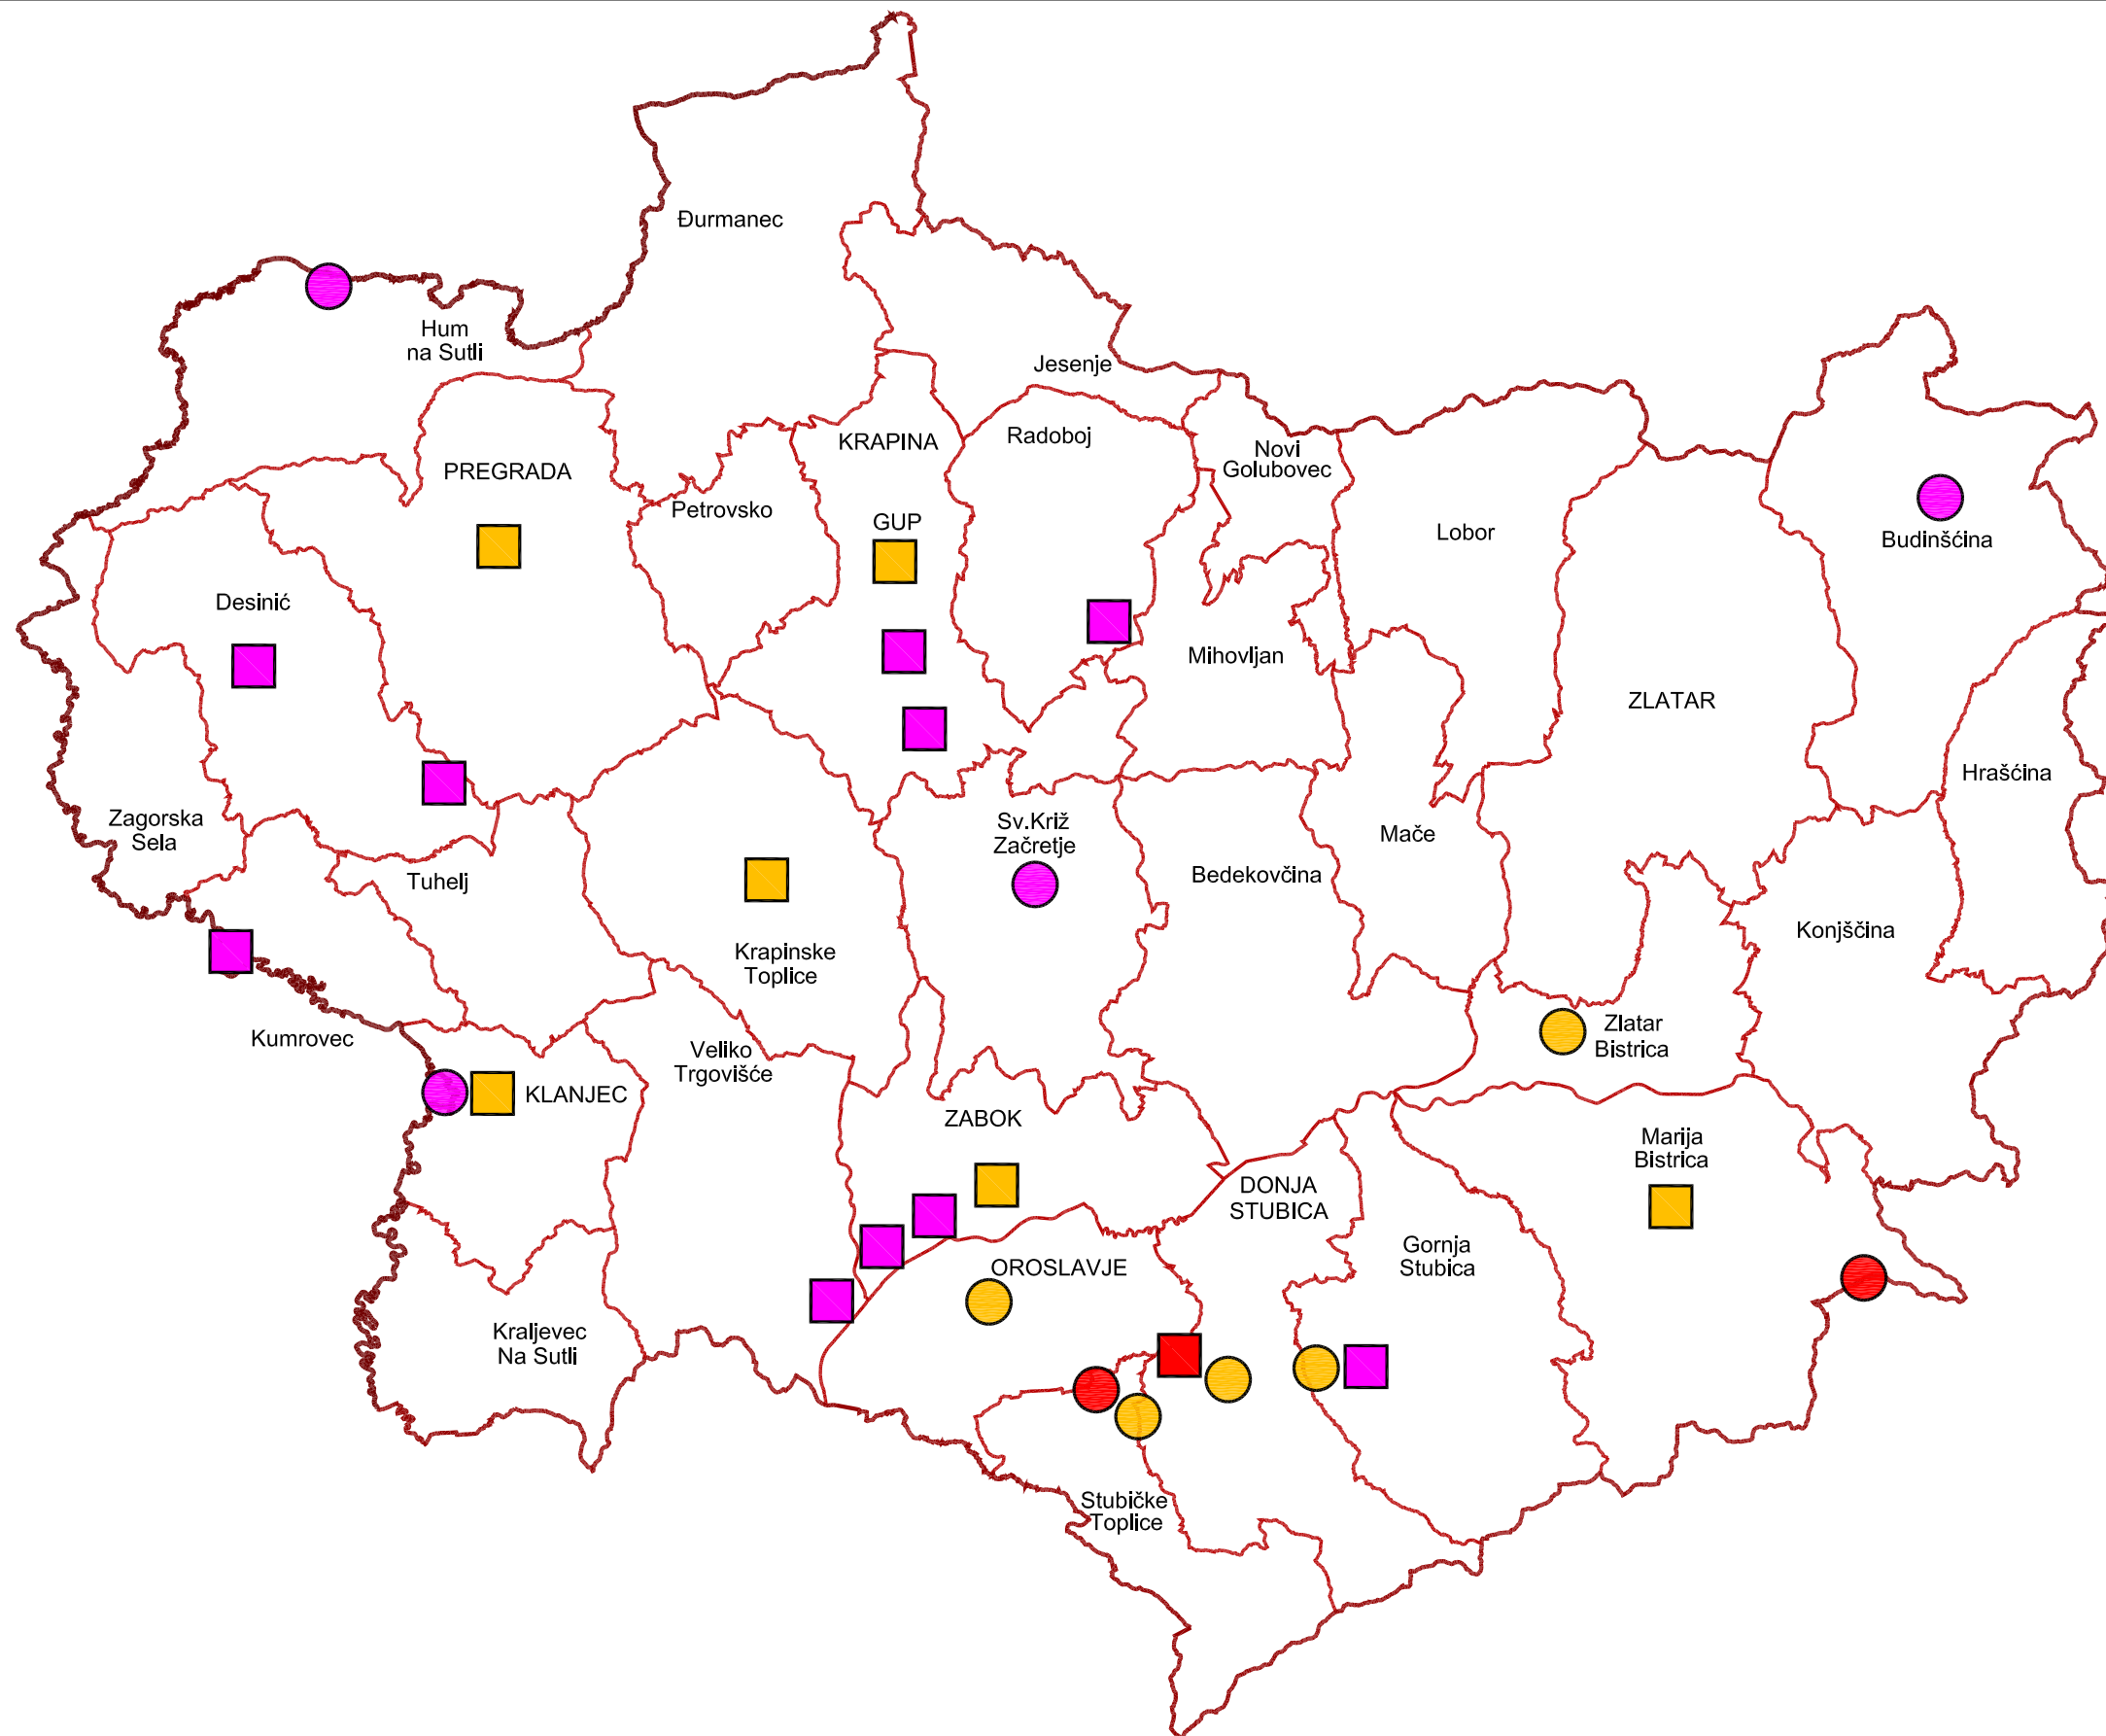 Đurmanec
Hum
na Sutli
Jesenje
PREGRADA
KRAPINA
Radoboj
Novi
Golubovec
Petrovsko
GUP
Lobor
Budinšćina
Desinić
Mihovljan
ZLATAR
Hrašćina
Zagorska
Sela
Tuhelj
Sv.Križ
Začretje
Bedekovčina
Mače
Krapinske
Toplice
Konjščina
Kumrovec
Veliko
Trgovišće
Zlatar
Bistrica
KLANJEC
ZABOK
Marija
Bistrica
DONJA
STUBICA
Gornja
Stubica
OROSLAVJE
Kraljevec
Na Sutli
Stubičke
Toplice